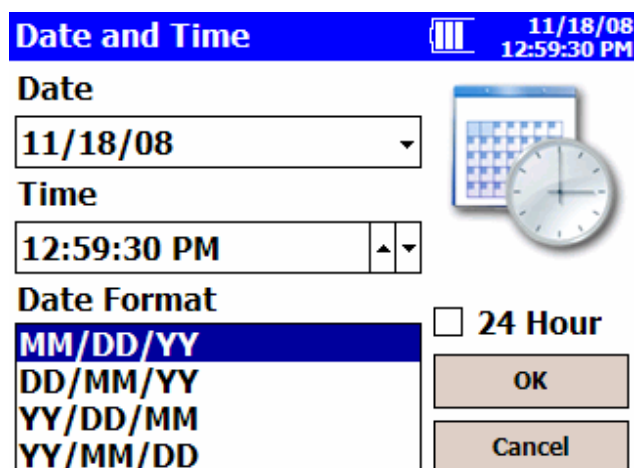 Date and Time
11/18/08
12:59:30 PM
Date
11/18/08
Time
12:59:30 PM
Date Format
MM/DD/YY
DD/MM/YY
YY/DD/MM
YY/MM/DD
24 Hour
OK
Cancel